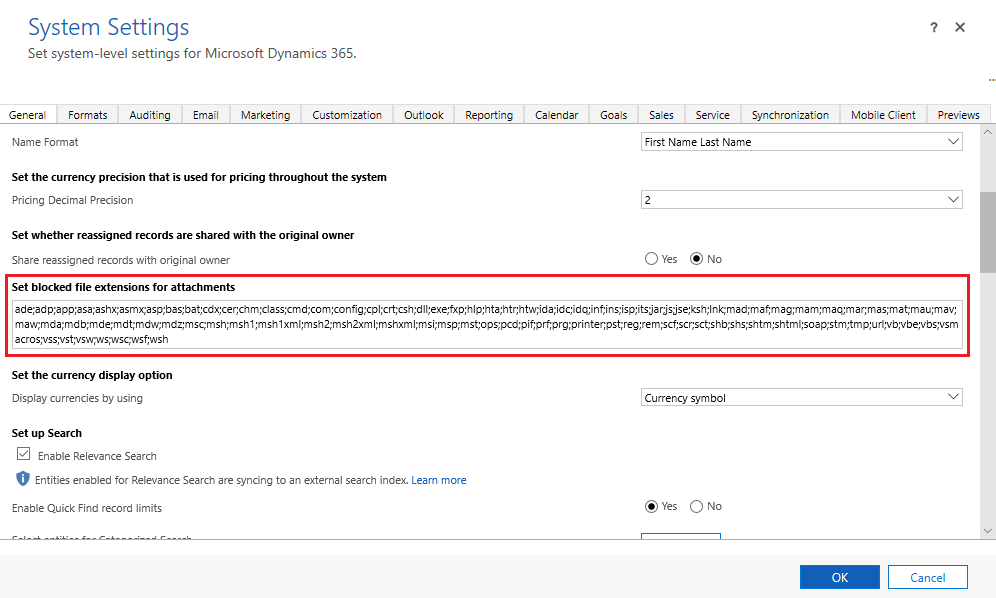 System Settings
? ✕
Set system-level settings for Microsoft Dynamics 365.
...
General Formats Auditing Email Marketing Customization Outlook Reporting Calendar Goals Sales Service Synchronization Mobile Client Previews
Name Format First Name Last Name
Set the currency precision that is used for pricing throughout the system
Pricing Decimal Precision 2
Set whether reassigned records are shared with the original owner
Share reassigned records with original owner Yes No
Set blocked file extensions for attachments
ade;adp;app;asa;ashx;asmx;asp;bas;bat;cdx;cer;chm;class;cmd;com;config;cpl;crt;csh;dll;exe;fxp;hlp;hta;htr;htw;ida;idc;idq;inf;ins;isp;its;jar;js;jse;ksh;lnk;mad;maf;mag;mam;maq;mar;mas;mat;mau;mav;
maw;mda;mdb;mde;mdt;mdw;mdz;msc;msh;msh1;msh1xml;msh2;msh2xml;mshxml;msi;msp;mst;ops;pcd;pif;prf;prg;printer;pst;reg;rem;scf;scr;sct;shb;shs;shtm;shtml;soap;stm;tmp;url;vb;vbe;vbs;vsm
acros;vss;vst;vsw;ws;wsc;wsf;wsh
Set the currency display option
Display currencies by using Currency symbol
Set up Search
Enable Relevance Search
Entities enabled for Relevance Search are syncing to an external search index. Learn more
Enable Quick Find record limits Yes No
Select entities for Categorized Search
OK Cancel